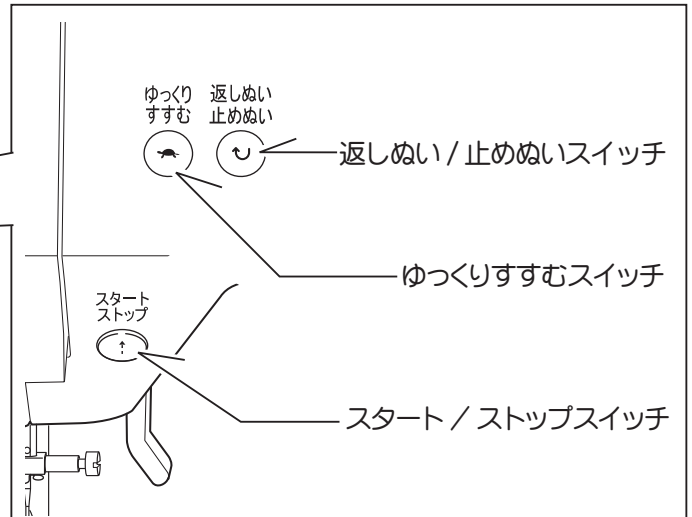 ゆっくり
すすむ
返しぬい
止めぬい
返しぬい / 止めぬいスイッチ
ゆっくりすすむスイッチ
スタート
ストップ
スタート / ストップスイッチ